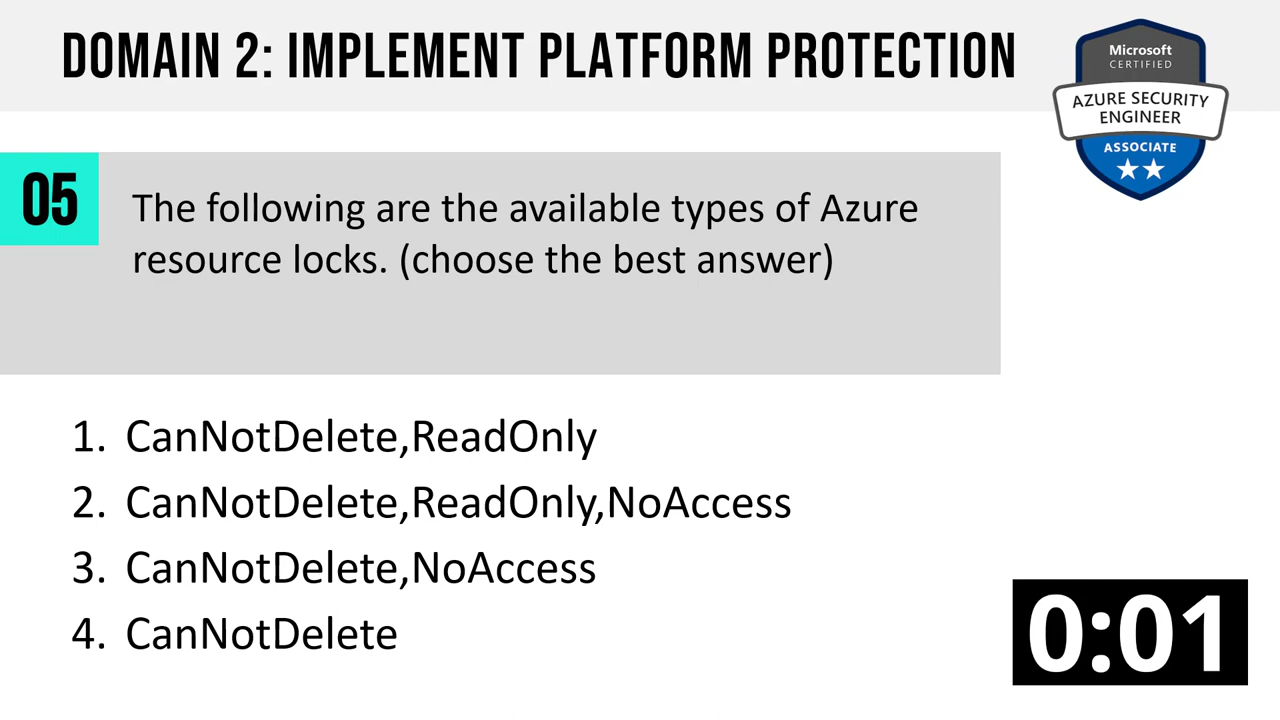 DOMAIN 2: IMPLEMENT PLATFORM PROTECTION
Microsoft
CERTIFIED
AZURE SECURITY
ENGINEER
ASSOCIATE
05
The following are the available types of Azure
resource locks. (choose the best answer)
1. CanNotDelete,ReadOnly
2. CanNotDelete,ReadOnly,NoAccess
3. CanNotDelete,NoAccess
4. CanNotDelete
0:01